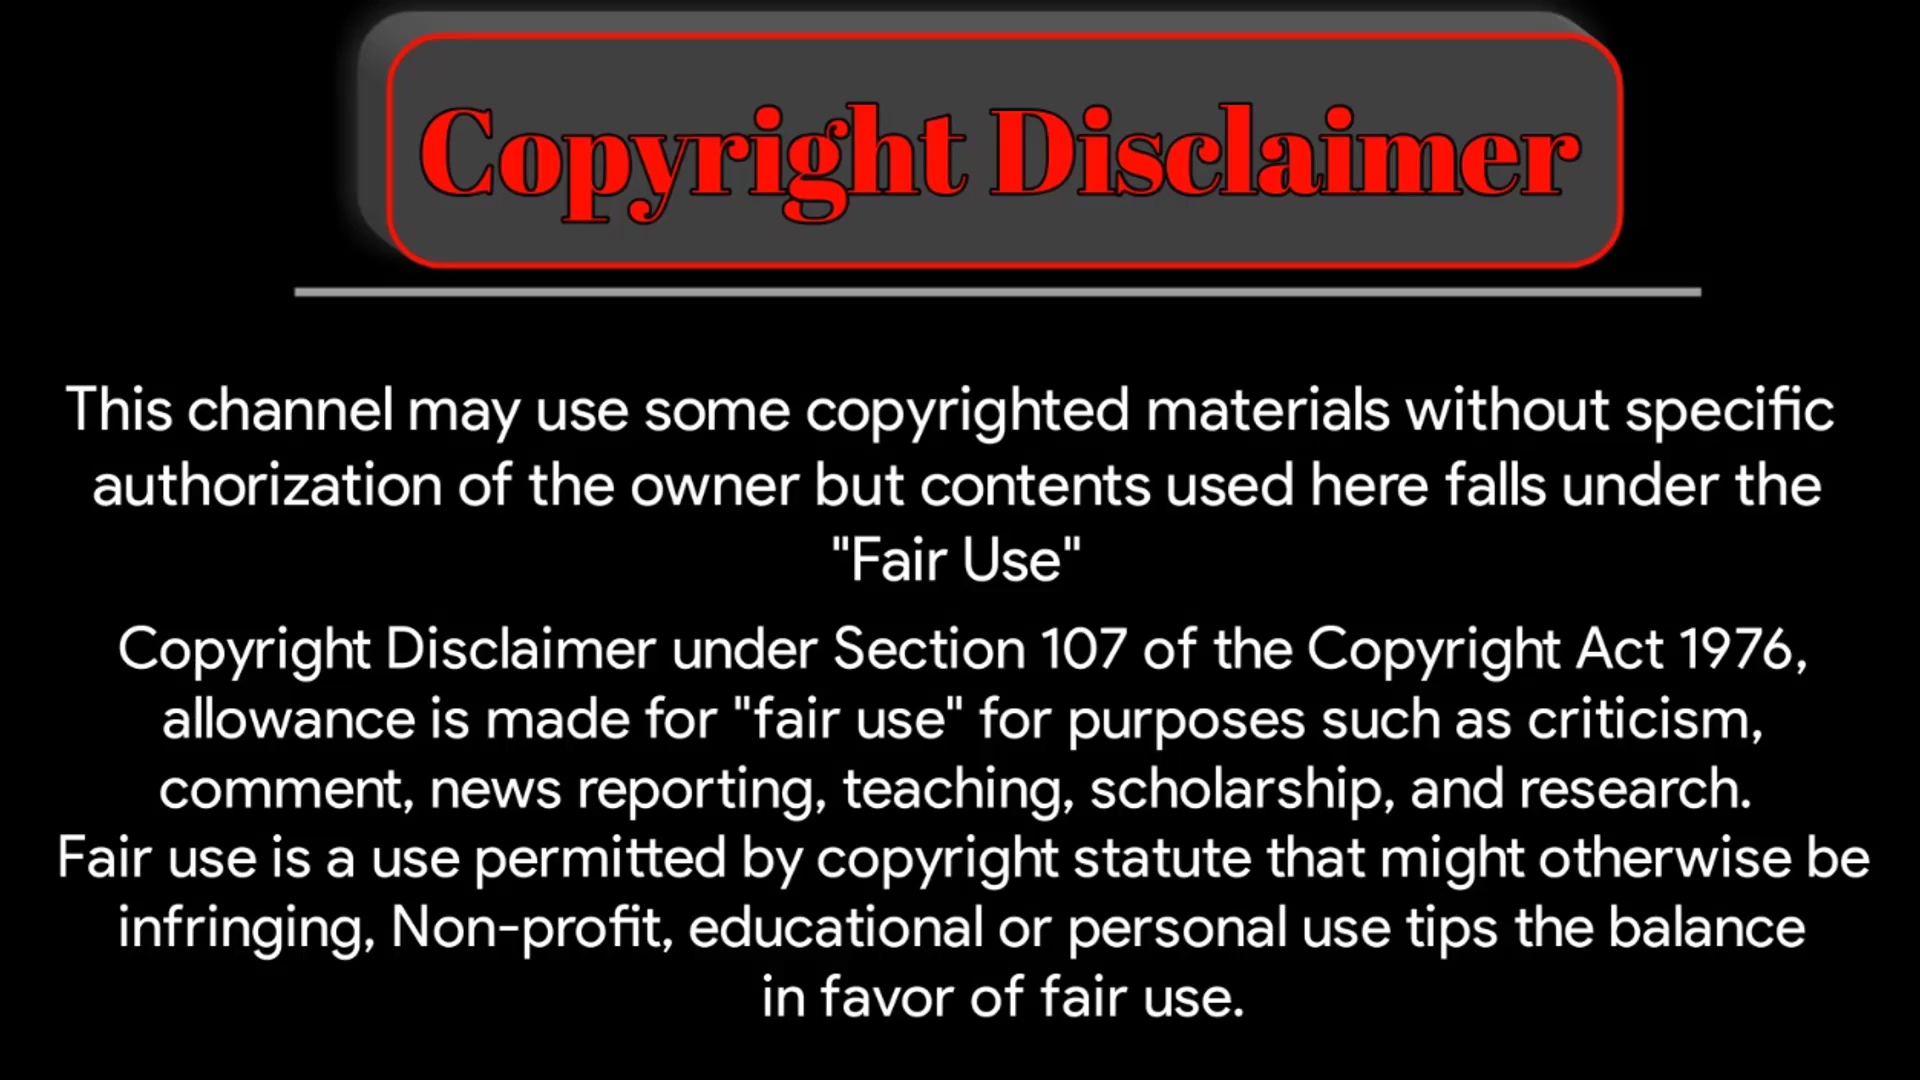 Copyright Disclaimer
This channel may use some copyrighted materials without specific
authorization of the owner but contents used here falls under the
"Fair Use"
Copyright Disclaimer under Section 107 of the Copyright Act 1976,
allowance is made for "fair use" for purposes such as criticism,
comment, news reporting, teaching, scholarship, and research.
Fair use is a use permitted by copyright statute that might otherwise be
infringing, Non-profit, educational or personal use tips the balance
in favor of fair use.